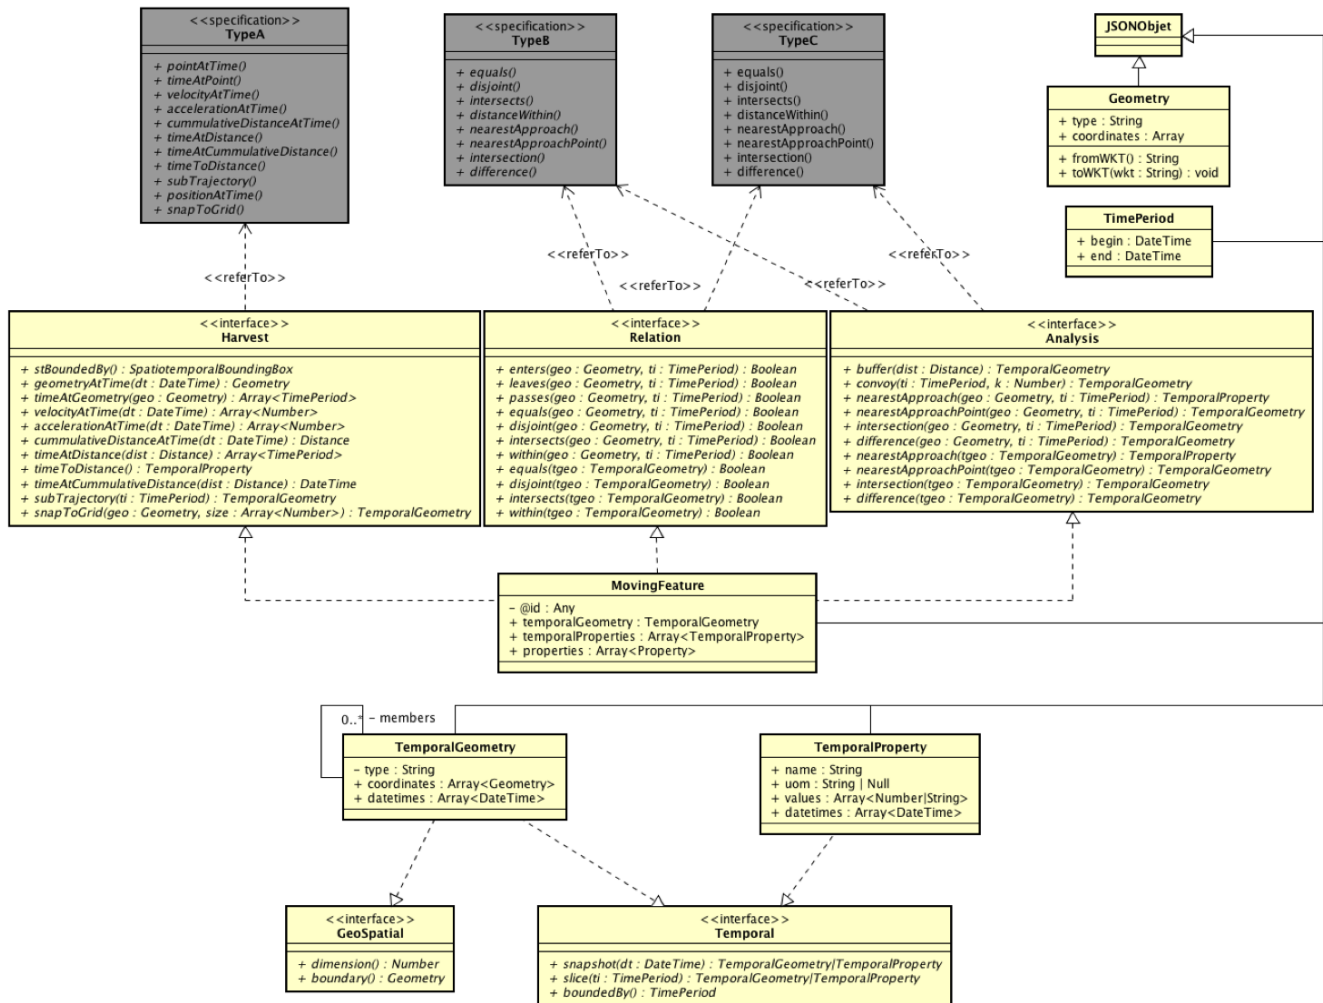 <<specification>>
TypeA
+ pointAtTime()
+ timeAtPoint()
+ velocityAtTime()
+ accelerationAtTime()
+ cummulativeDistanceAtTime()
+ timeAtDistance()
+ timeAtCummulativeDistance()
+ timeToDistance()
+ subTrajectory()
+ positionAtTime()
+ snapToGrid()
<<specification>>
TypeB
+ equals()
+ disjoint()
+ intersects()
+ distanceWithin()
+ nearestApproach()
+ nearestApproachPoint()
+ intersection()
+ difference()
<<specification>>
TypeC
+ equals()
+ disjoint()
+ intersects()
+ distanceWithin()
+ nearestApproach()
+ nearestApproachPoint()
+ intersection()
+ difference()
JSONObjet
Geometry
+ type : String
+ coordinates : Array
+ fromWKT() : String
+ toWKT(wkt : String) : void
TimePeriod
+ begin : DateTime
+ end : DateTime
<<referTo>>
<<referTo>>
<<referTo>>
<<referTo>>
<<interface>>
Harvest
+ stBoundedBy() : SpatiotemporalBoundingBox
+ geometryAtTime(dt : DateTime) : Geometry
+ timeAtGeometry(geo : Geometry) : Array<TimePeriod>
+ velocityAtTime(dt : DateTime) : Array<Number>
+ accelerationAtTime(dt : DateTime) : Array<Number>
+ cummulativeDistanceAtTime(dt : DateTime) : Distance
+ timeAtDistance(dist : Distance) : Array<TimePeriod>
+ timeToDistance() : TemporalProperty
+ timeAtCummulativeDistance(dist : Distance) : DateTime
+ subTrajectory(ti : TimePeriod) : TemporalGeometry
+ snapToGrid(geo : Geometry, size : Array<Number>) : TemporalGeometry
<<interface>>
Relation
+ enters(geo : Geometry, ti : TimePeriod) : Boolean
+ leaves(geo : Geometry, ti : TimePeriod) : Boolean
+ passes(geo : Geometry, ti : TimePeriod) : Boolean
+ equals(geo : Geometry, ti : TimePeriod) : Boolean
+ disjoint(geo : Geometry, ti : TimePeriod) : Boolean
+ intersects(geo : Geometry, ti : TimePeriod) : Boolean
+ within(geo : Geometry, ti : TimePeriod) : Boolean
+ equals(tgeo : TemporalGeometry) : Boolean
+ disjoint(tgeo : TemporalGeometry) : Boolean
+ intersects(tgeo : TemporalGeometry) : Boolean
+ within(tgeo : TemporalGeometry) : Boolean
<<interface>>
Analysis
+ buffer(dist : Distance) : TemporalGeometry
+ convoy(ti : TimePeriod, k : Number) : TemporalGeometry
+ nearestApproach(geo : Geometry, ti : TimePeriod) : TemporalProperty
+ nearestApproachPoint(geo : Geometry, ti : TimePeriod) : TemporalGeometry
+ intersection(geo : Geometry, ti : TimePeriod) : TemporalGeometry
+ difference(geo : Geometry, ti : TimePeriod) : TemporalGeometry
+ nearestApproach(tgeo : TemporalGeometry) : TemporalProperty
+ nearestApproachPoint(tgeo : TemporalGeometry) : TemporalGeometry
+ intersection(tgeo : TemporalGeometry) : TemporalGeometry
+ difference(tgeo : TemporalGeometry) : TemporalGeometry
MovingFeature
- @id : Any
+ temporalGeometry : TemporalGeometry
+ temporalProperties : Array<TemporalProperty>
+ properties : Array<Property>
0..* - members
TemporalGeometry
- type : String
+ coordinates : Array<Geometry>
+ datetimes : Array<DateTime>
TemporalProperty
+ name : String
+ uom : String | Null
+ values : Array<Number|String>
+ datetimes : Array<DateTime>
<<interface>>
GeoSpatial
+ dimension() : Number
+ boundary() : Geometry
<<interface>>
Temporal
+ snapshot(dt : DateTime) : TemporalGeometry|TemporalProperty
+ slice(ti : TimePeriod) : TemporalGeometry|TemporalProperty
+ boundedBy() : TimePeriod